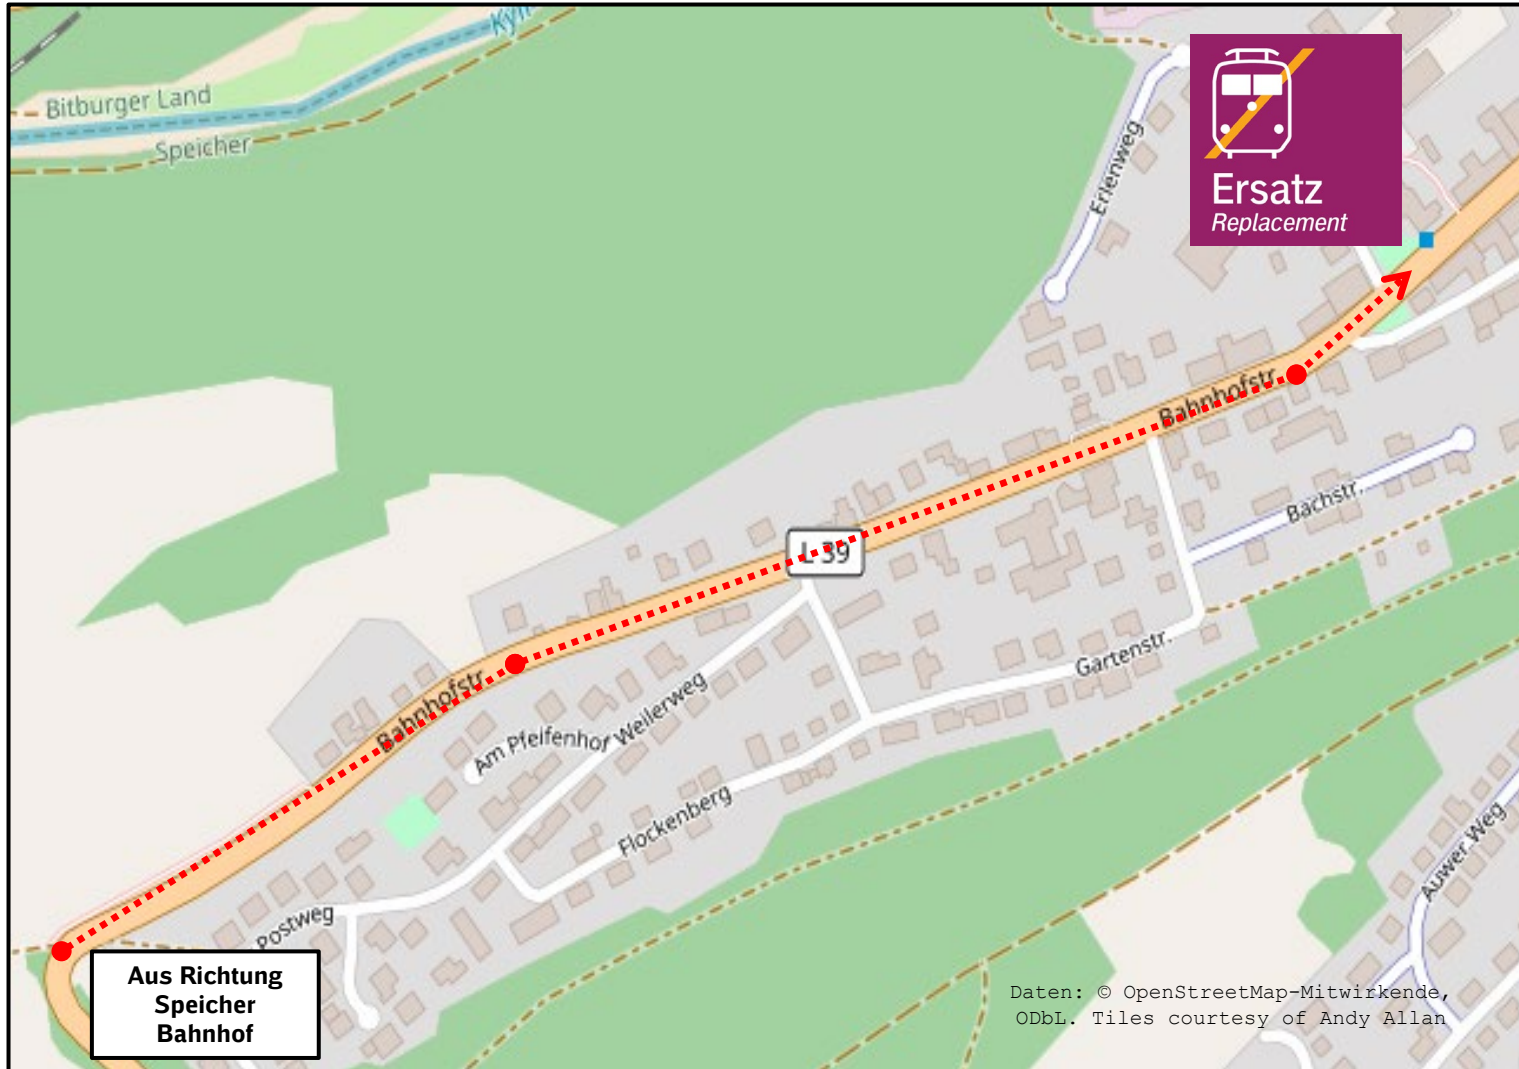 Kyll
Bitburger Land
Speicher
Erlenweg
Ersatz
Replacement
Bahnhofstr.
Bachstr.
L 39
Gartenstr.
Bahnhofstr.
Am Pfeifenhof
Weilerweg
Flockenberg
Auwer Weg
Postweg
Aus Richtung
Speicher
Bahnhof
Daten: © OpenStreetMap-Mitwirkende,
ODbL. Tiles courtesy of Andy Allan